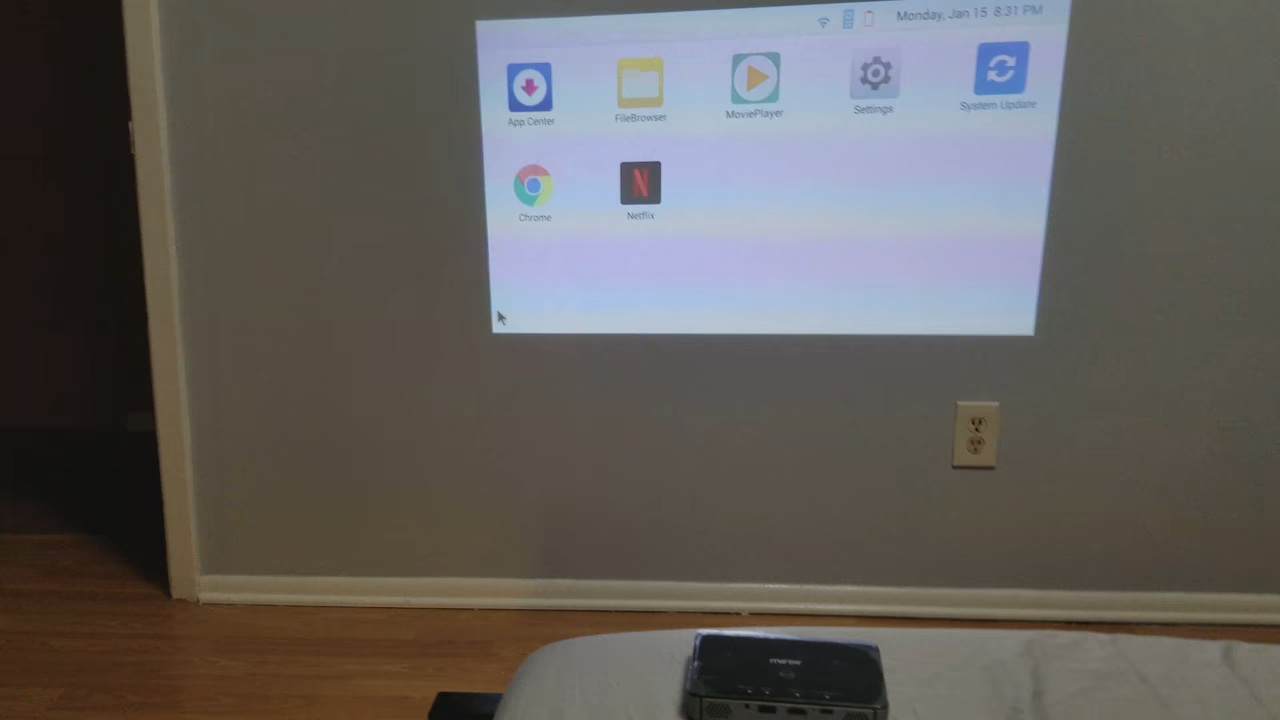 Monday, Jan 15 8:31 PM
App Center
FileBrowser
MoviePlayer
Settings
System Update
Chrome
N
Netflix